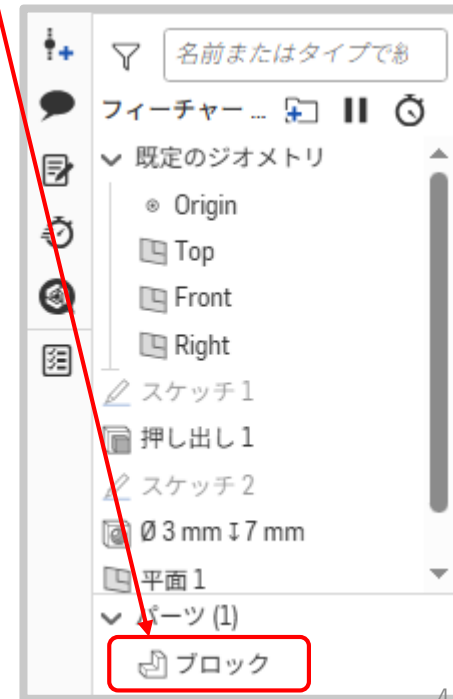 名前またはタイプで
フィーチャー ...
既定のジオメトリ
Origin
Top
Front
Right
スケッチ 1
押し出し 1
スケッチ 2
Ø 3 mm ↧ 7 mm
平面 1
パーツ (1)
ブロック